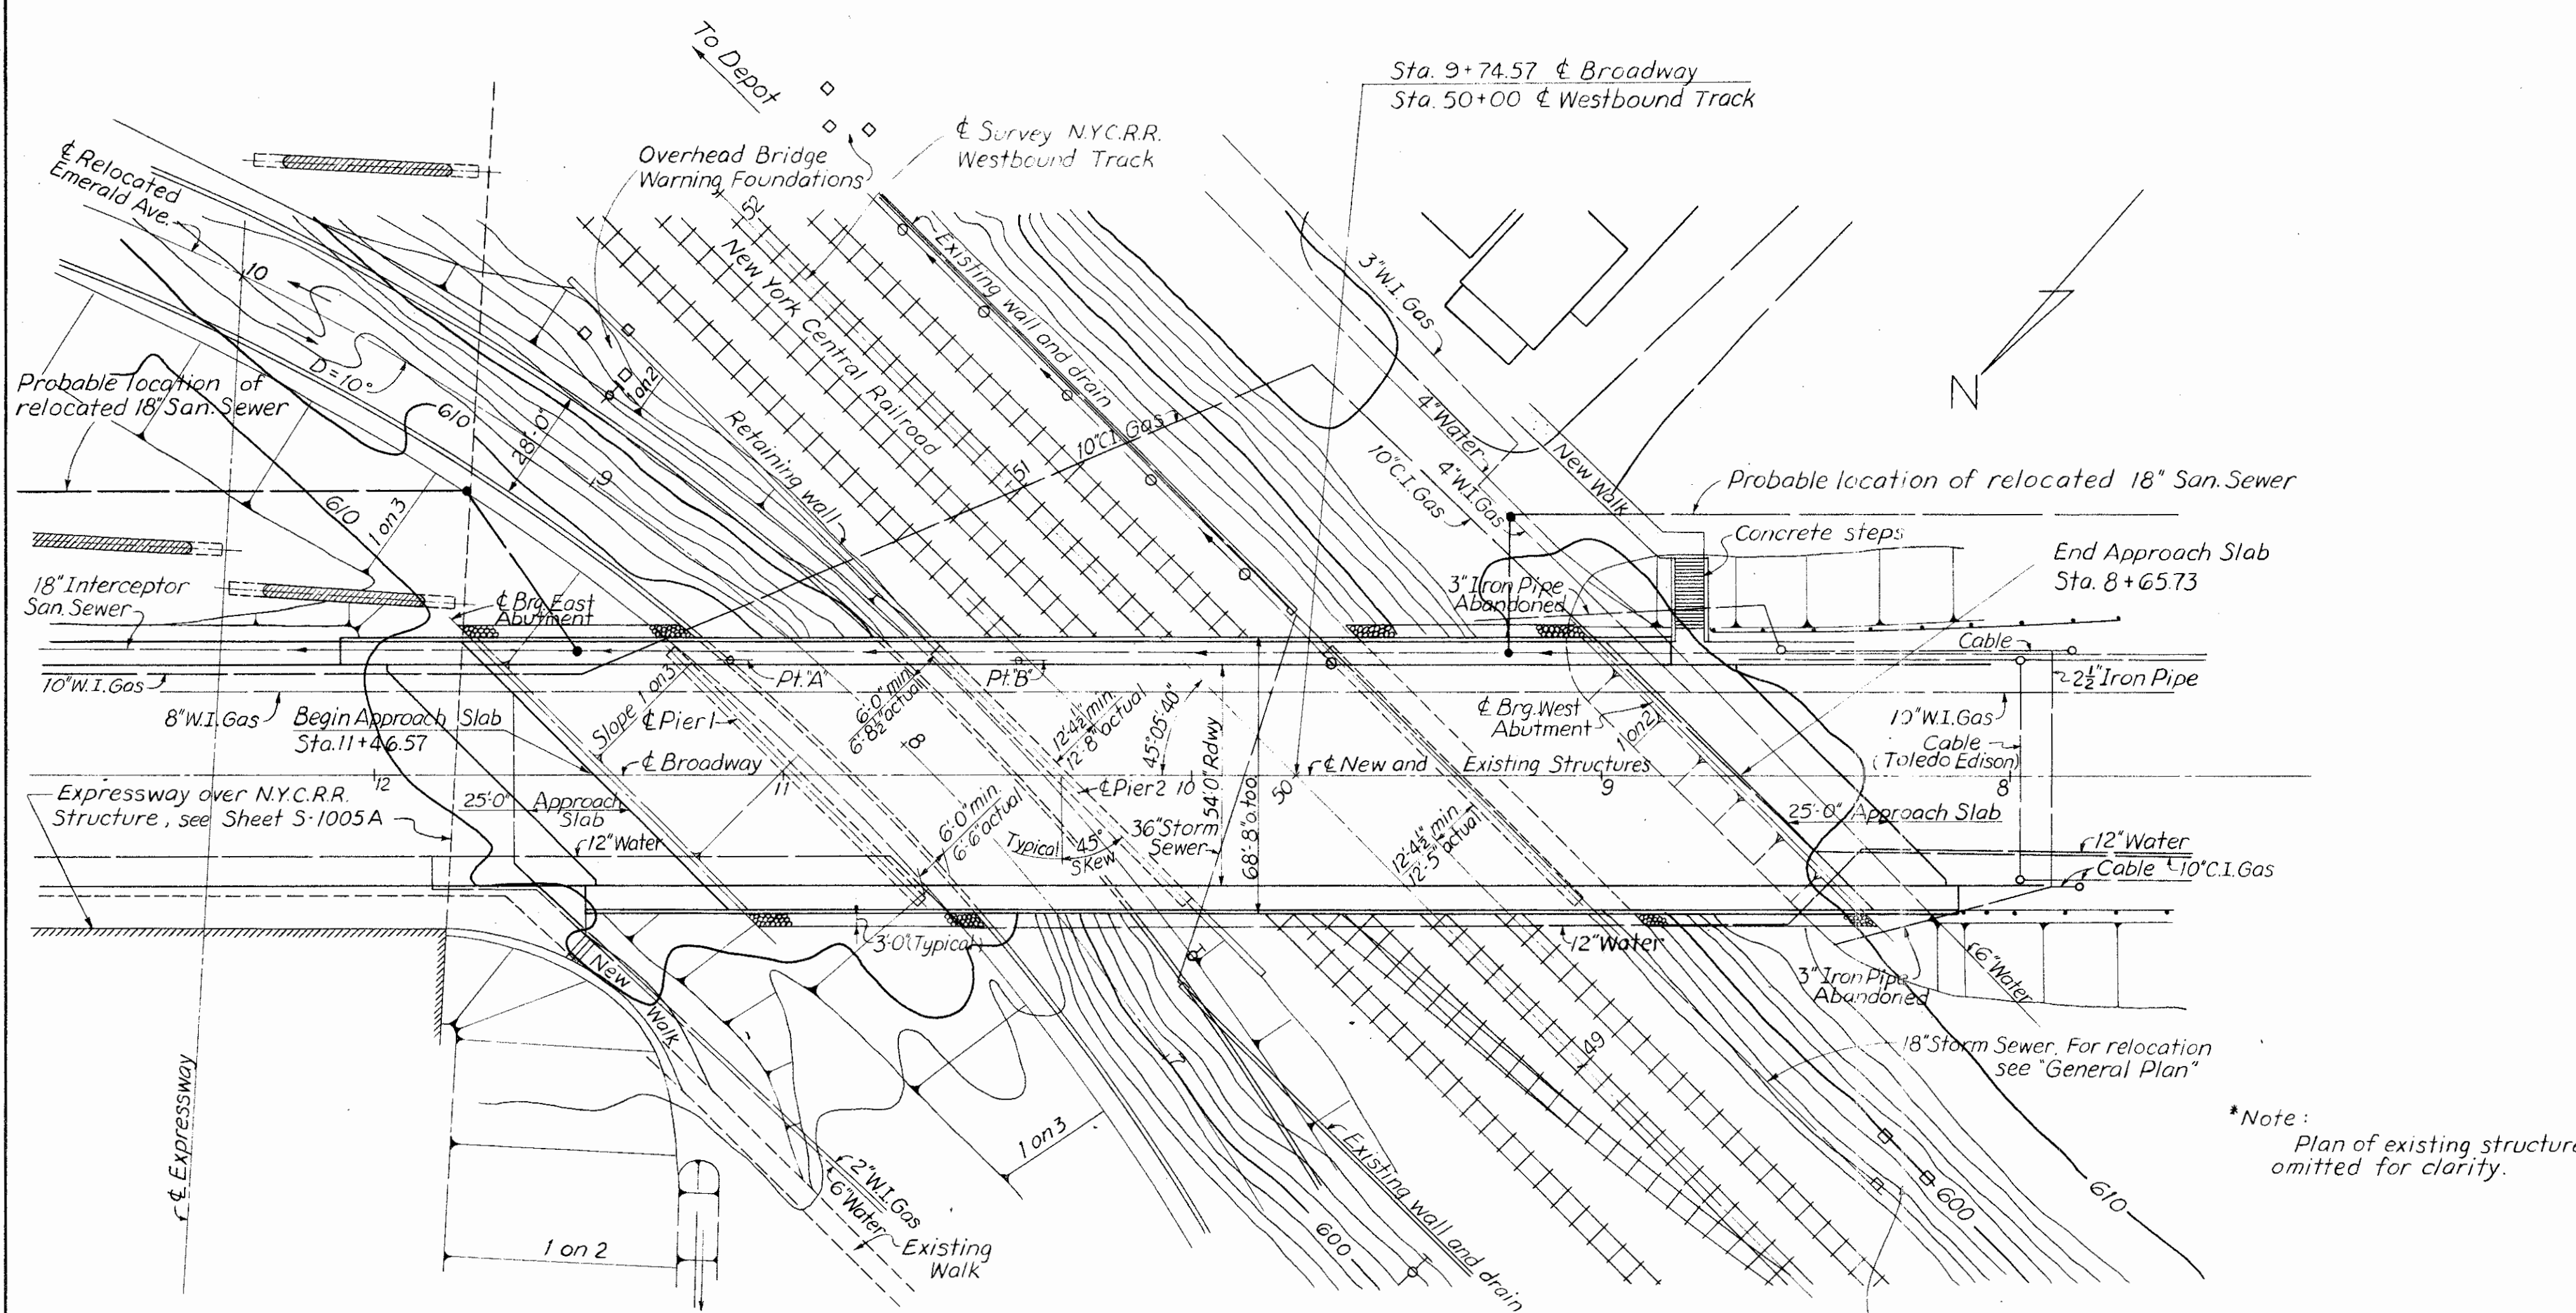 To Depot
Sta. 9+74.57 ℄ Broadway
Sta. 50+00 ℄ Westbound Track
℄ Survey N.Y.C.R.R.
Westbound Track
Overhead Bridge
Warning Foundations
℄ Relocated
Emerald Ave.
52
New York Central Railroad
Existing wall and drain
3" W.I. Gas
10
N
D=10°
Probable location of
relocated 18" San. Sewer
610
1 on 2
28'-0"
Retaining wall
10" C.I. Gas
51
4" Water
4" W.I. Gas
10" C.I. Gas
New Walk
Probable location of relocated 18" San. Sewer
9
610
1 on 3
Concrete steps
End Approach Slab
Sta. 8+65.73
18" Interceptor
San. Sewer
℄ Brg. East
Abutment
3" Iron Pipe
Abandoned
Cable
10" W.I. Gas
Pt. "A"
Pt. "B"
2½" Iron Pipe
8" W.I. Gas
Begin Approach Slab
Sta. 11+46.57
Slope 1 on 3
℄ Pier 1
6'-0" min.
6'-8½" actual
8
12'-4½" min.
12'-8" actual
45°05'40"
54'-0" Rdwy
℄ Brg. West
Abutment
1 on 2
10" W.I. Gas
Cable
(Toledo Edison)
℄ Broadway
℄ New and Existing Structures
12
11
℄ Pier 2
10
50
9
8
Expressway over N.Y.C.R.R.
Structure, see Sheet S-1005A
25'-0" Approach
Slab
6'-0" min.
6'-6" actual
68'-8" o. to o.
25'-0" Approach Slab
12" Water
Typical 45°
Skew
36" Storm
Sewer
12'-4½" min.
12'-5" actual
12" Water
Cable
10" C.I. Gas
3'-0" (Typical)
12" Water
New
Walk
3" Iron Pipe
Abandoned
6" Water
7
49
18" Storm Sewer. For relocation
see "General Plan"
℄ Expressway
1 on 3
*Note:
Plan of existing structure
omitted for clarity.
2" W.I. Gas
6" Water
Existing
Walk
1 on 2
600
Existing wall and drain
600
610